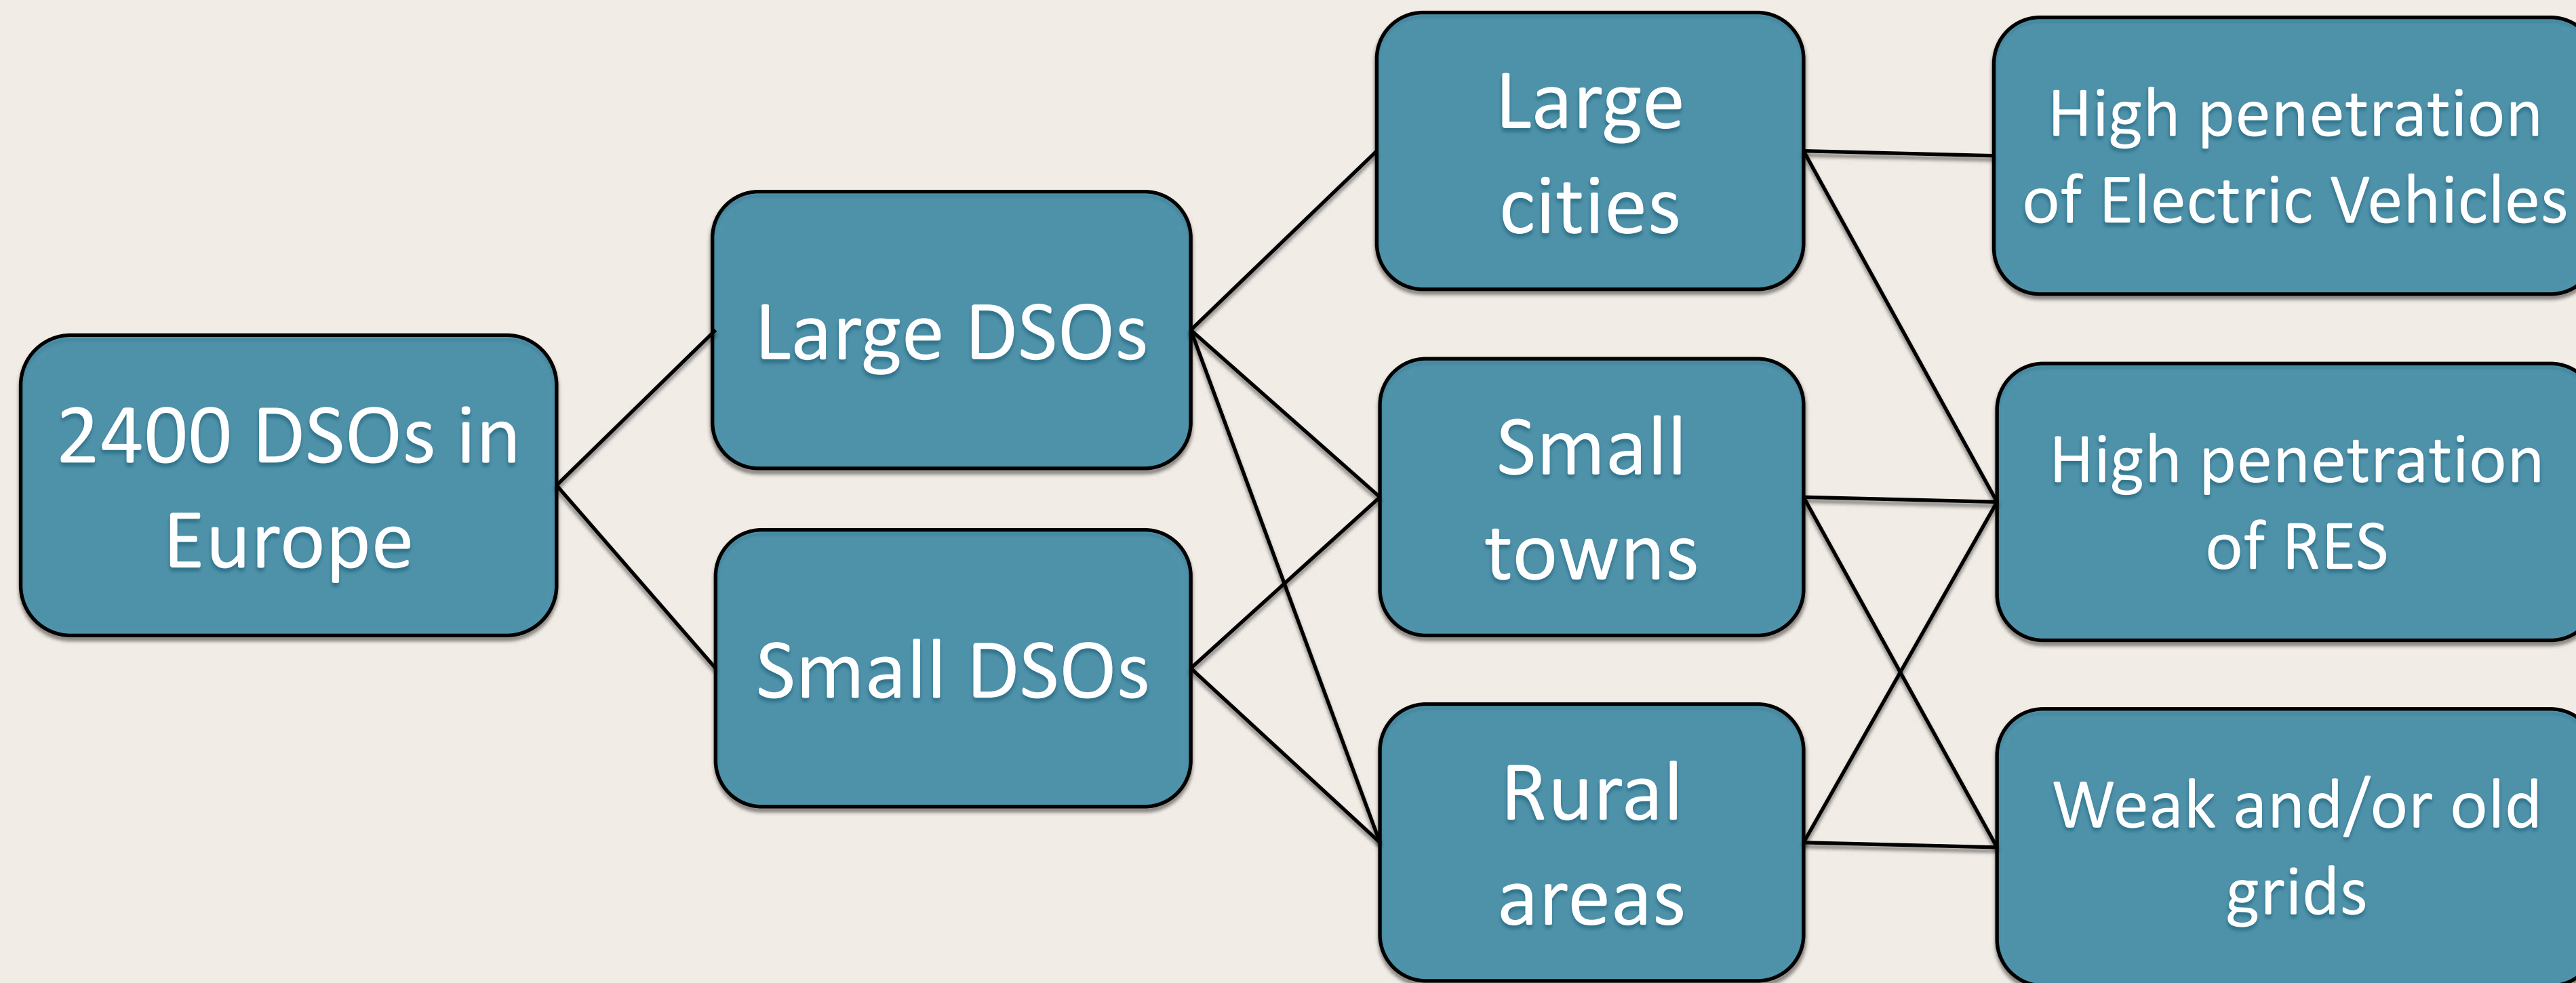 2400 DSOs in
Europe
Large DSOs
Small DSOs
Large
cities
Small
towns
Rural
areas
High penetration
of Electric Vehicles
High penetration
of RES
Weak and/or old
grids